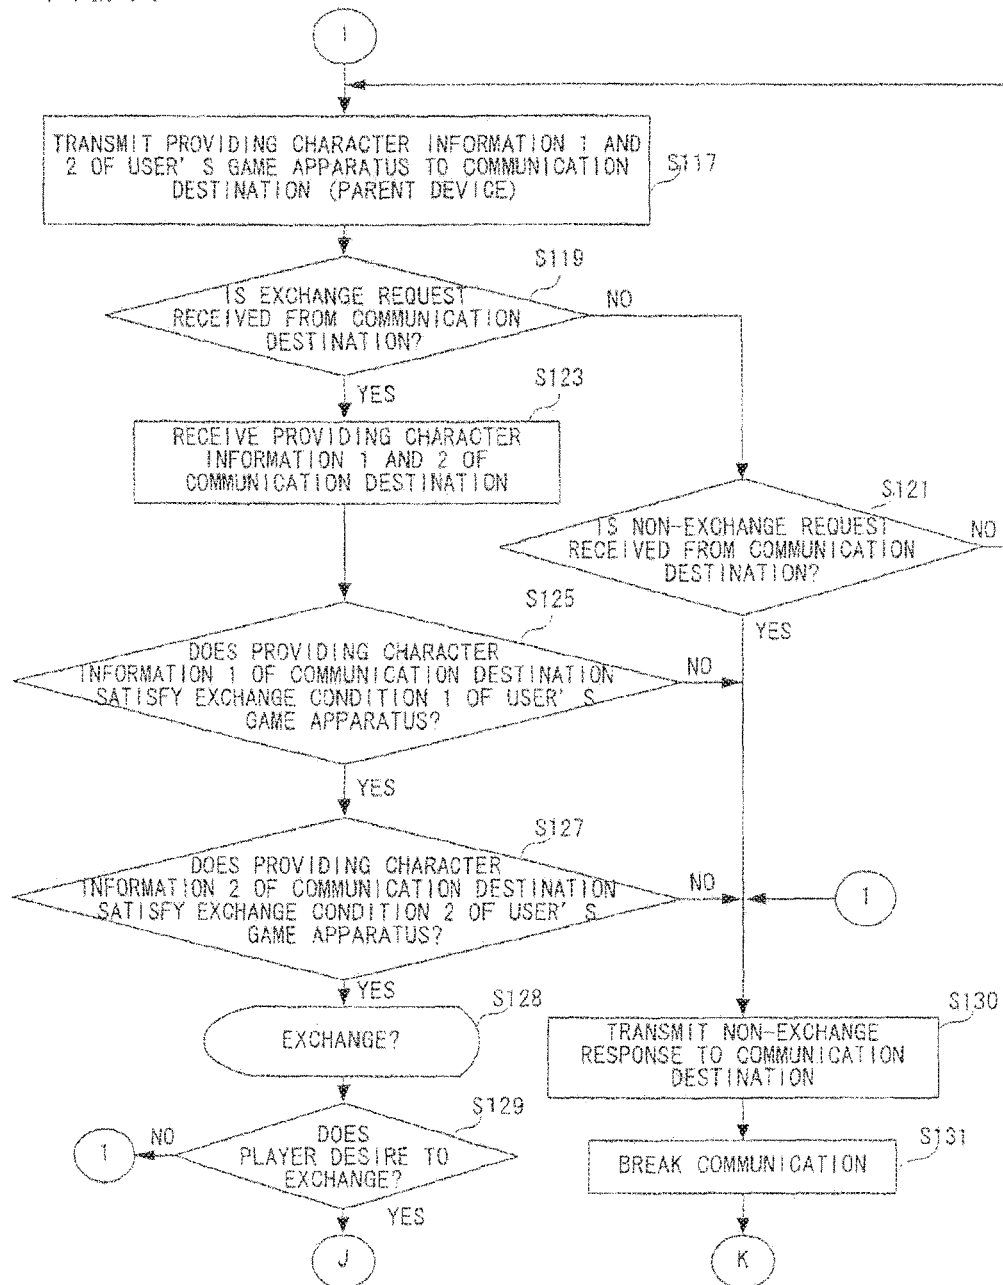 I
TRANSMIT PROVIDING CHARACTER INFORMATION 1 AND
2 OF USER'S GAME APPARATUS TO COMMUNICATION
DESTINATION (PARENT DEVICE)
S117
S119
IS EXCHANGE REQUEST
RECEIVED FROM COMMUNICATION
DESTINATION?
NO
YES
S123
RECEIVE PROVIDING CHARACTER
INFORMATION 1 AND 2 OF
COMMUNICATION DESTINATION
S121
IS NON-EXCHANGE REQUEST
RECEIVED FROM COMMUNICATION
DESTINATION?
NO
YES
S125
DOES PROVIDING CHARACTER
INFORMATION 1 OF COMMUNICATION DESTINATION
SATISFY EXCHANGE CONDITION 1 OF USER'S
GAME APPARATUS?
NO
YES
S127
DOES PROVIDING CHARACTER
INFORMATION 2 OF COMMUNICATION DESTINATION
SATISFY EXCHANGE CONDITION 2 OF USER'S
GAME APPARATUS?
NO
1
YES
S128
EXCHANGE?
S130
TRANSMIT NON-EXCHANGE
RESPONSE TO COMMUNICATION
DESTINATION
S129
DOES
PLAYER DESIRE TO
EXCHANGE?
NO
1
YES
S131
BREAK COMMUNICATION
J
K